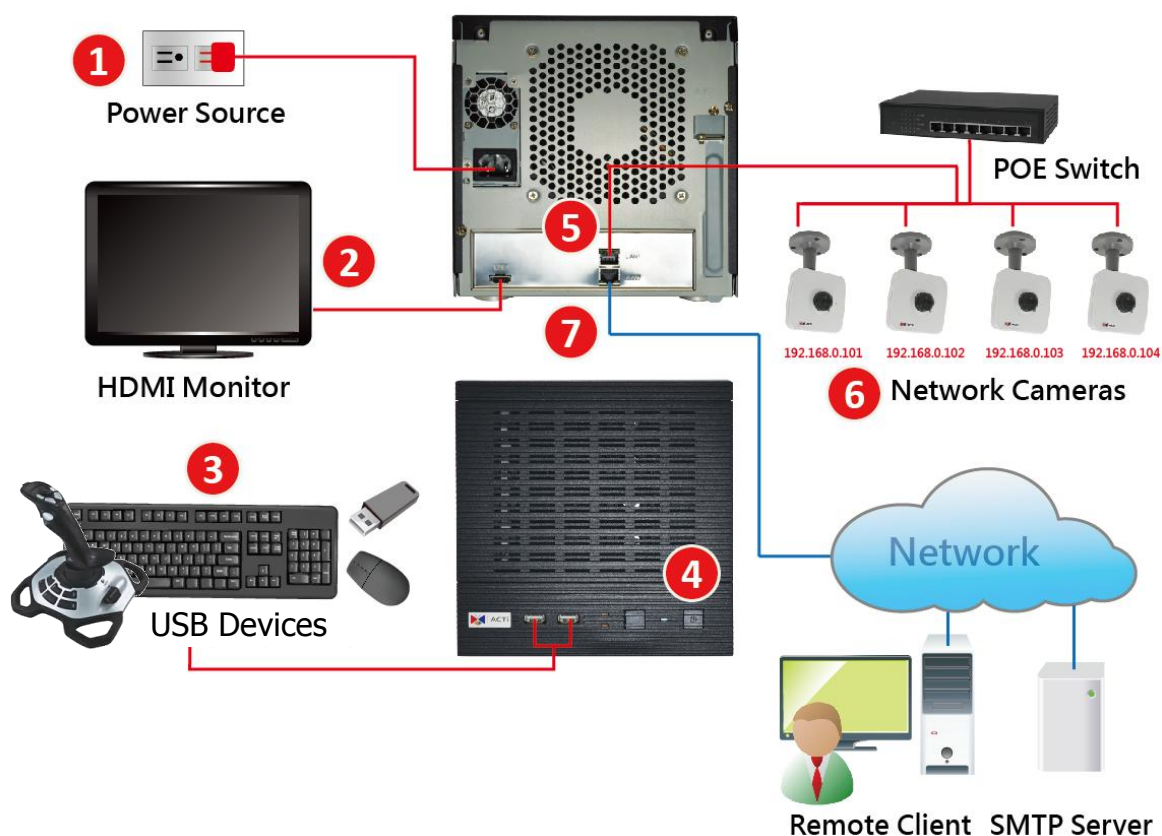 1
Power Source
POE Switch
2
HDMI Monitor
5
7
192.168.0.101
192.168.0.102
192.168.0.103
192.168.0.104
6
Network Cameras
3
USB Devices
4
ACTi
Network
Remote Client
SMTP Server